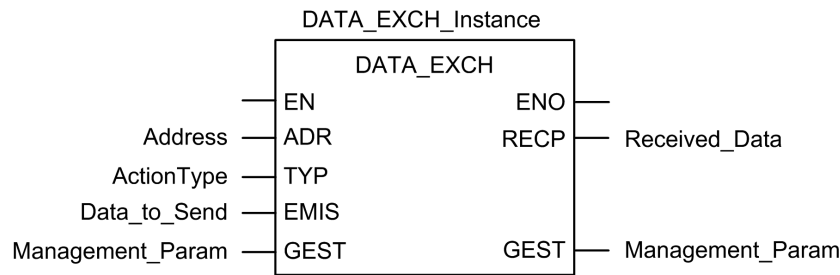 DATA_EXCH_Instance
DATA_EXCH
EN ENO
Address ADR RECP Received_Data
ActionType TYP
Data_to_Send EMIS
Management_Param GEST GEST Management_Param